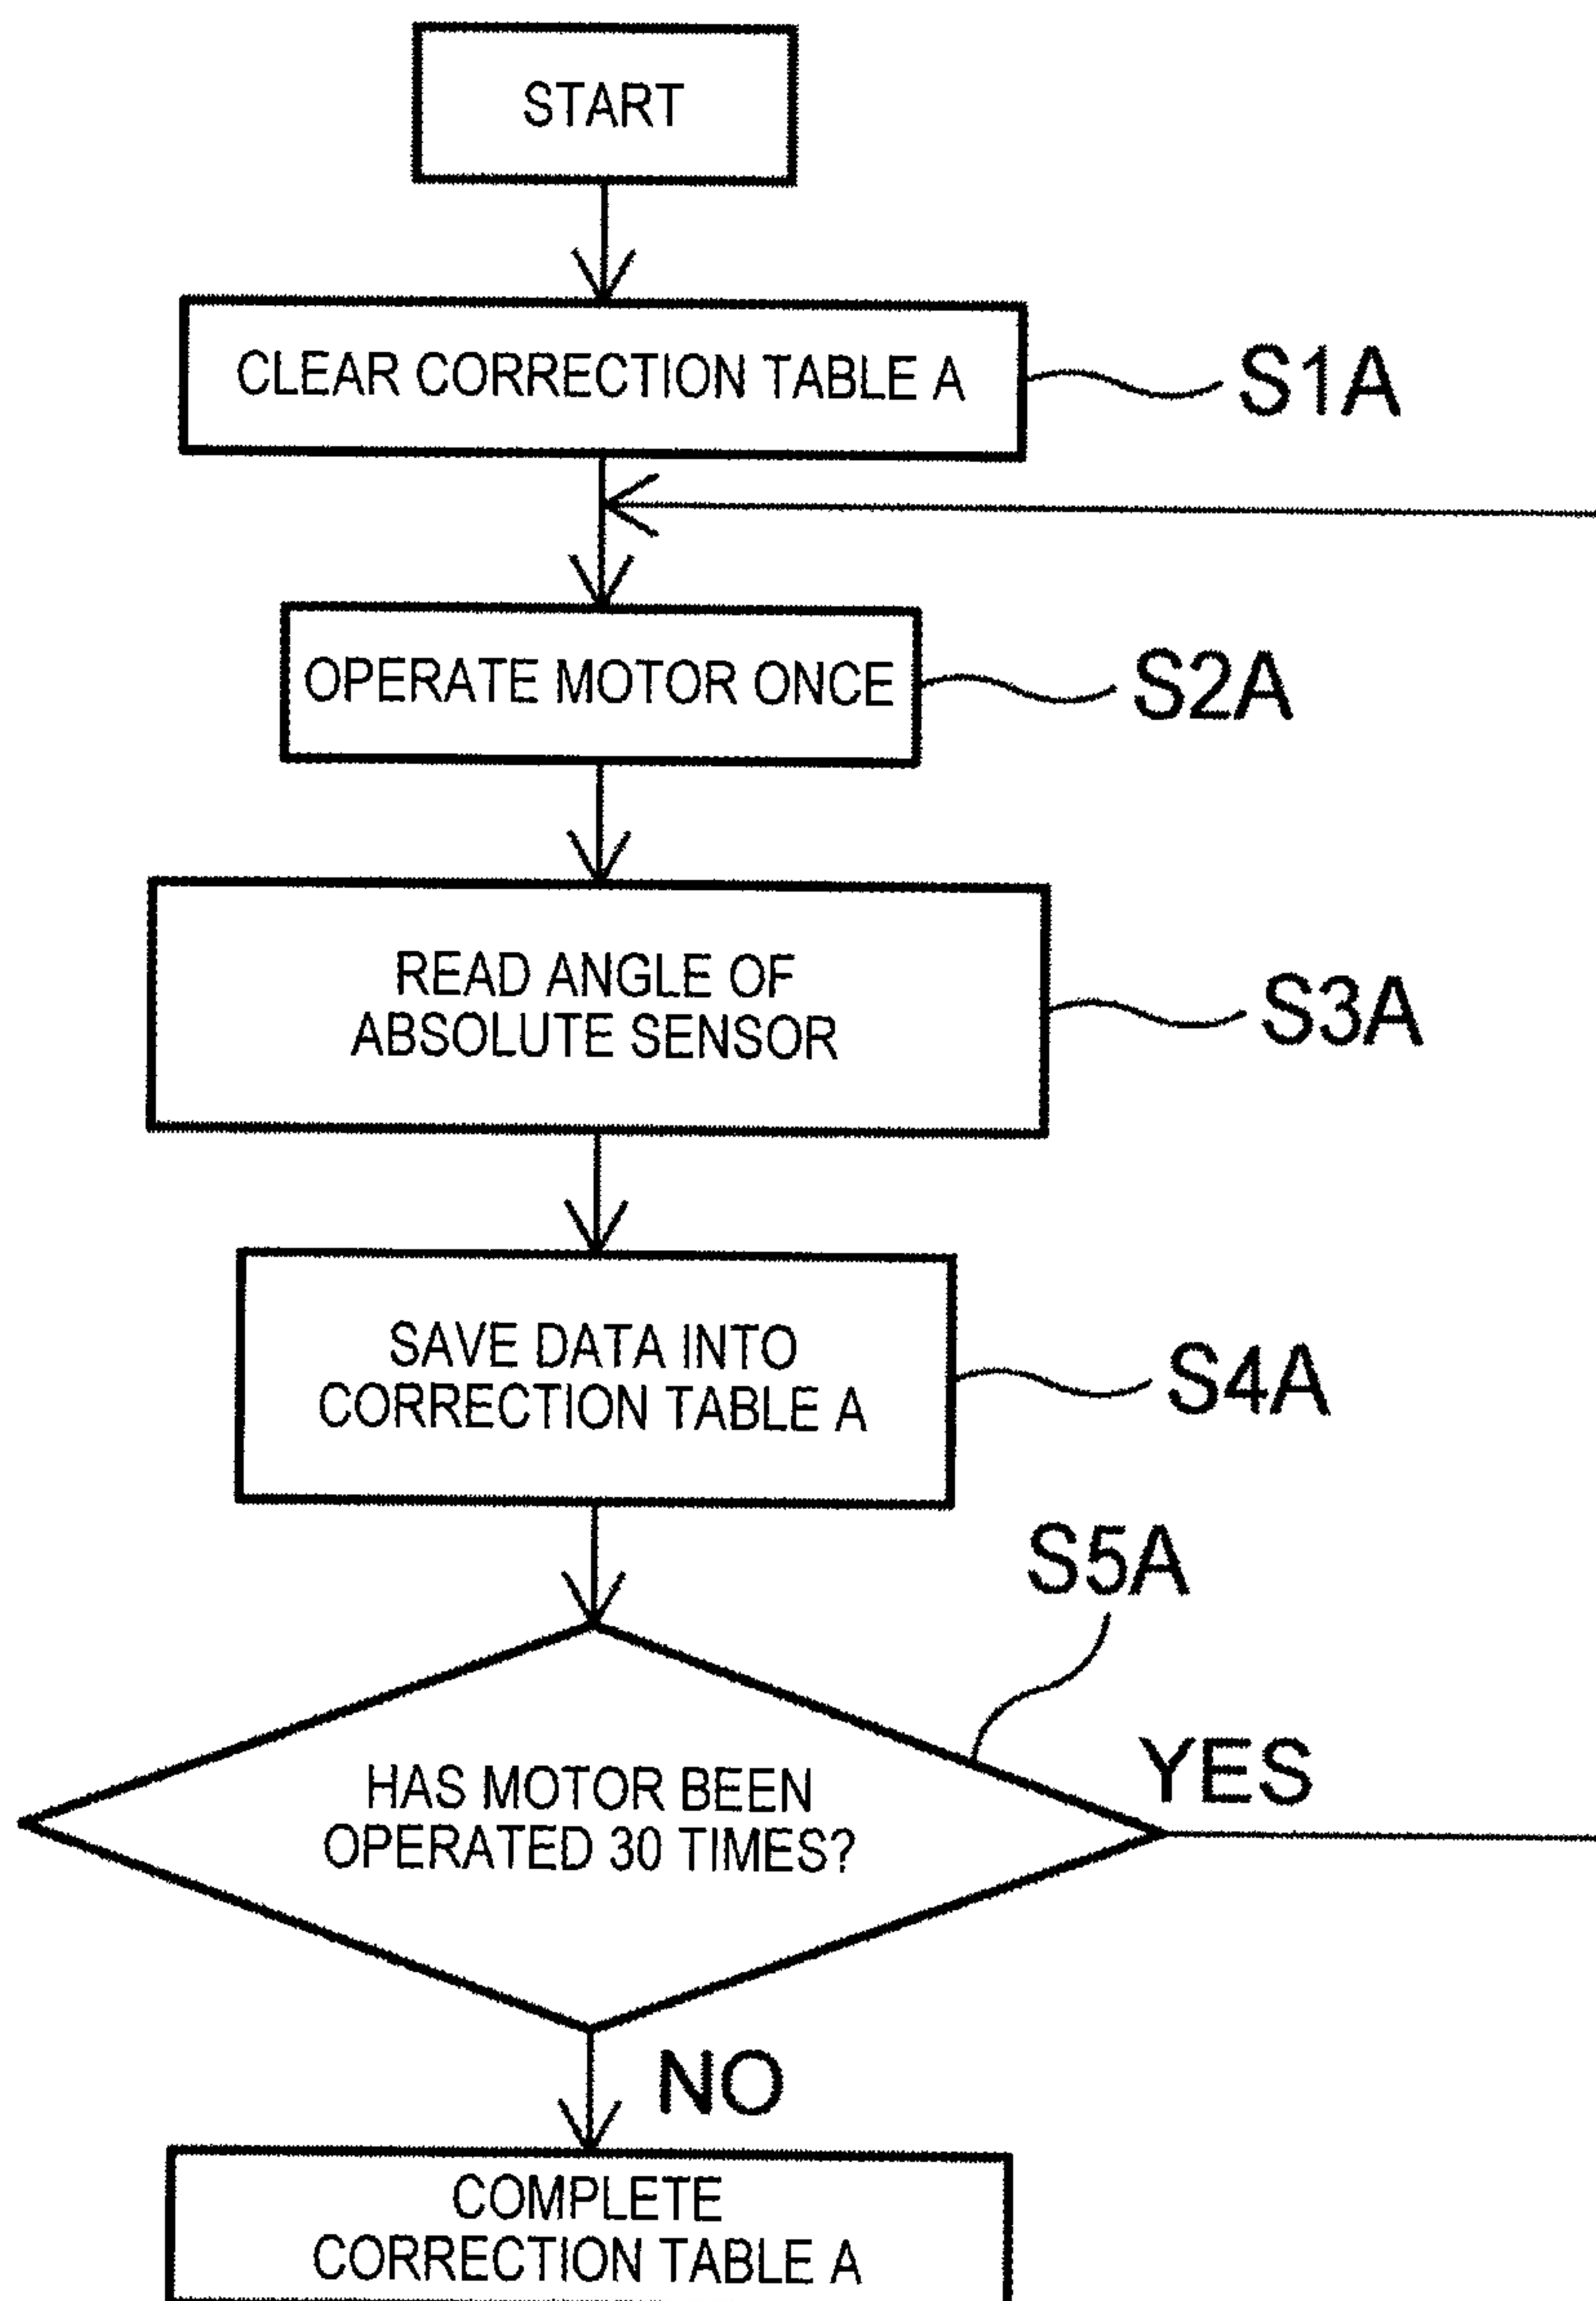 START
CLEAR CORRECTION TABLE A
S1A
OPERATE MOTOR ONCE
S2A
READ ANGLE OF
ABSOLUTE SENSOR
S3A
SAVE DATA INTO
CORRECTION TABLE A
S4A
S5A
HAS MOTOR BEEN
OPERATED 30 TIMES?
YES
NO
COMPLETE
CORRECTION TABLE A